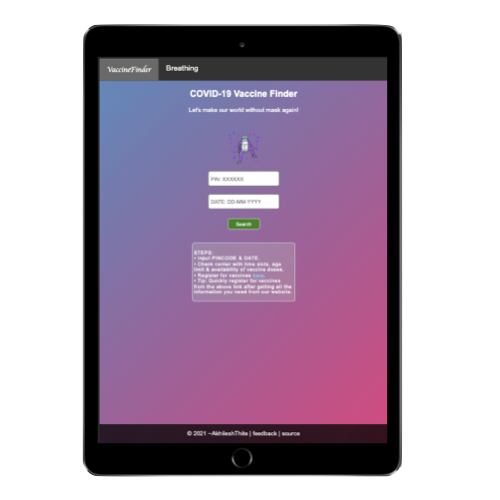 VaccineFinder Breathing
COVID-19 Vaccine Finder
Let's make our world without mask again!
PIN: XXXXXX
DATE: DD-MM-YYYY
Search
STEPS:
• Input PINCODE & DATE.
• Check center with time slots, age
limit & availability of vaccine doses.
• Register for vaccines here.
• Tip: Quickly register for vaccines
from the above link after getting all the
information you need from our website.
© 2021 ~AkhileshThite | feedback | source